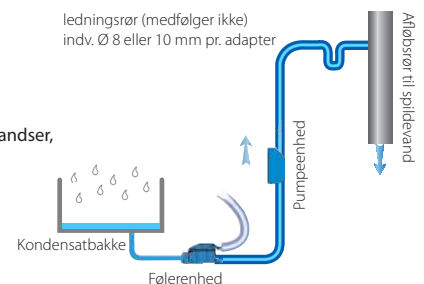 ledningsrør (medfølger ikke)
indv. Ø 8 eller 10 mm pr. adapter
Afløbsrør til spildevand
andser,
Pumpeenhed
Kondensatbakke
Følerenhed